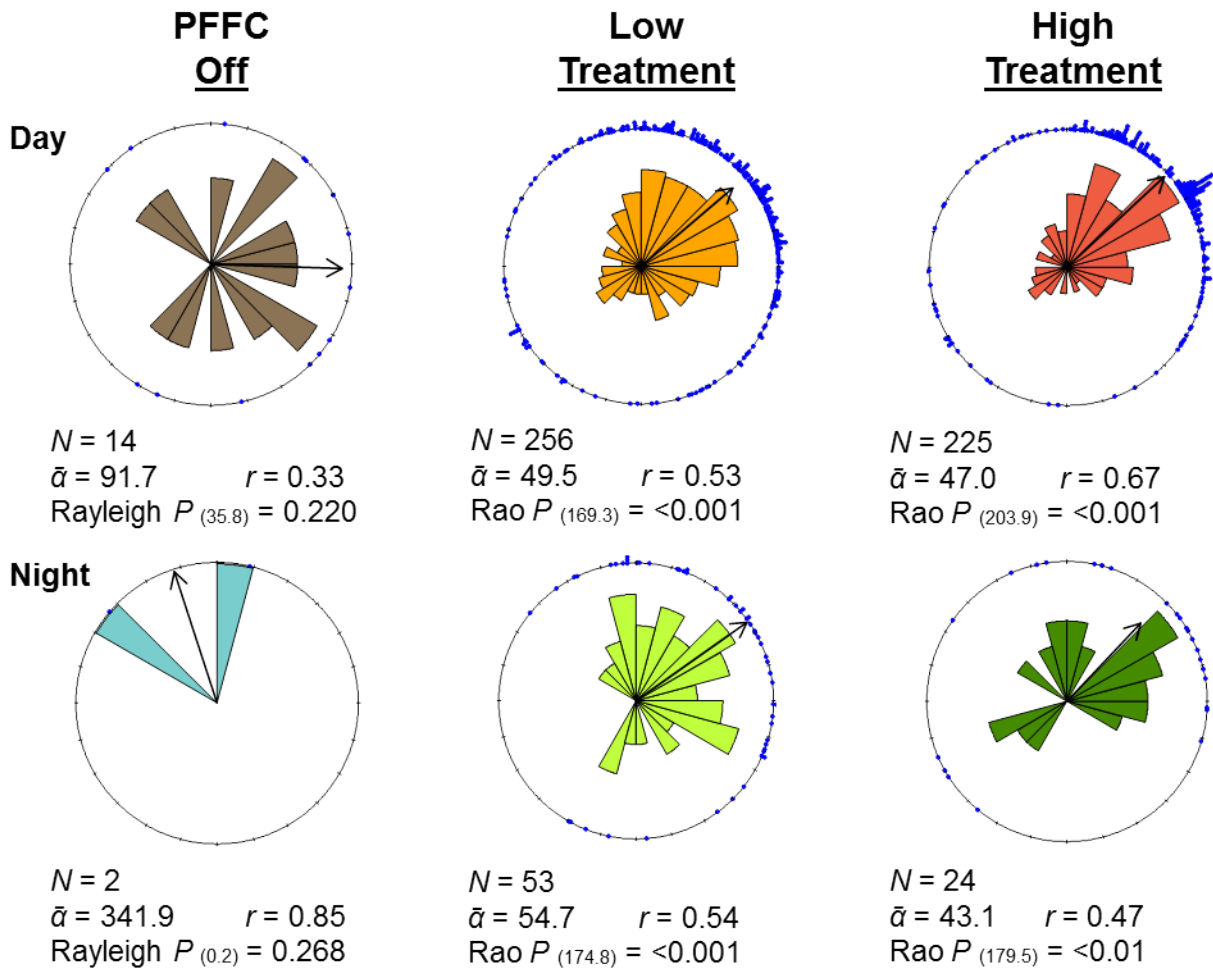 PFFC
Off
Low
Treatment
High
Treatment
Day
N = 14
ᾱ = 91.7 r = 0.33
Rayleigh P (35.8) = 0.220
N = 256
ᾱ = 49.5 r = 0.53
Rao P (169.3) = <0.001
N = 225
ᾱ = 47.0 r = 0.67
Rao P (203.9) = <0.001
Night
N = 2
ᾱ = 341.9 r = 0.85
Rayleigh P (0.2) = 0.268
N = 53
ᾱ = 54.7 r = 0.54
Rao P (174.8) = <0.001
N = 24
ᾱ = 43.1 r = 0.47
Rao P (179.5) = <0.01